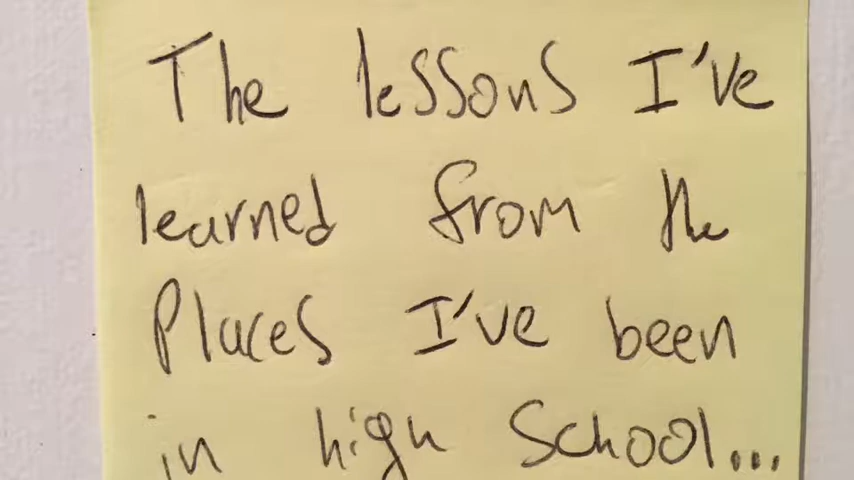 The lessons I've
learned from the
Places I've been
in high School...